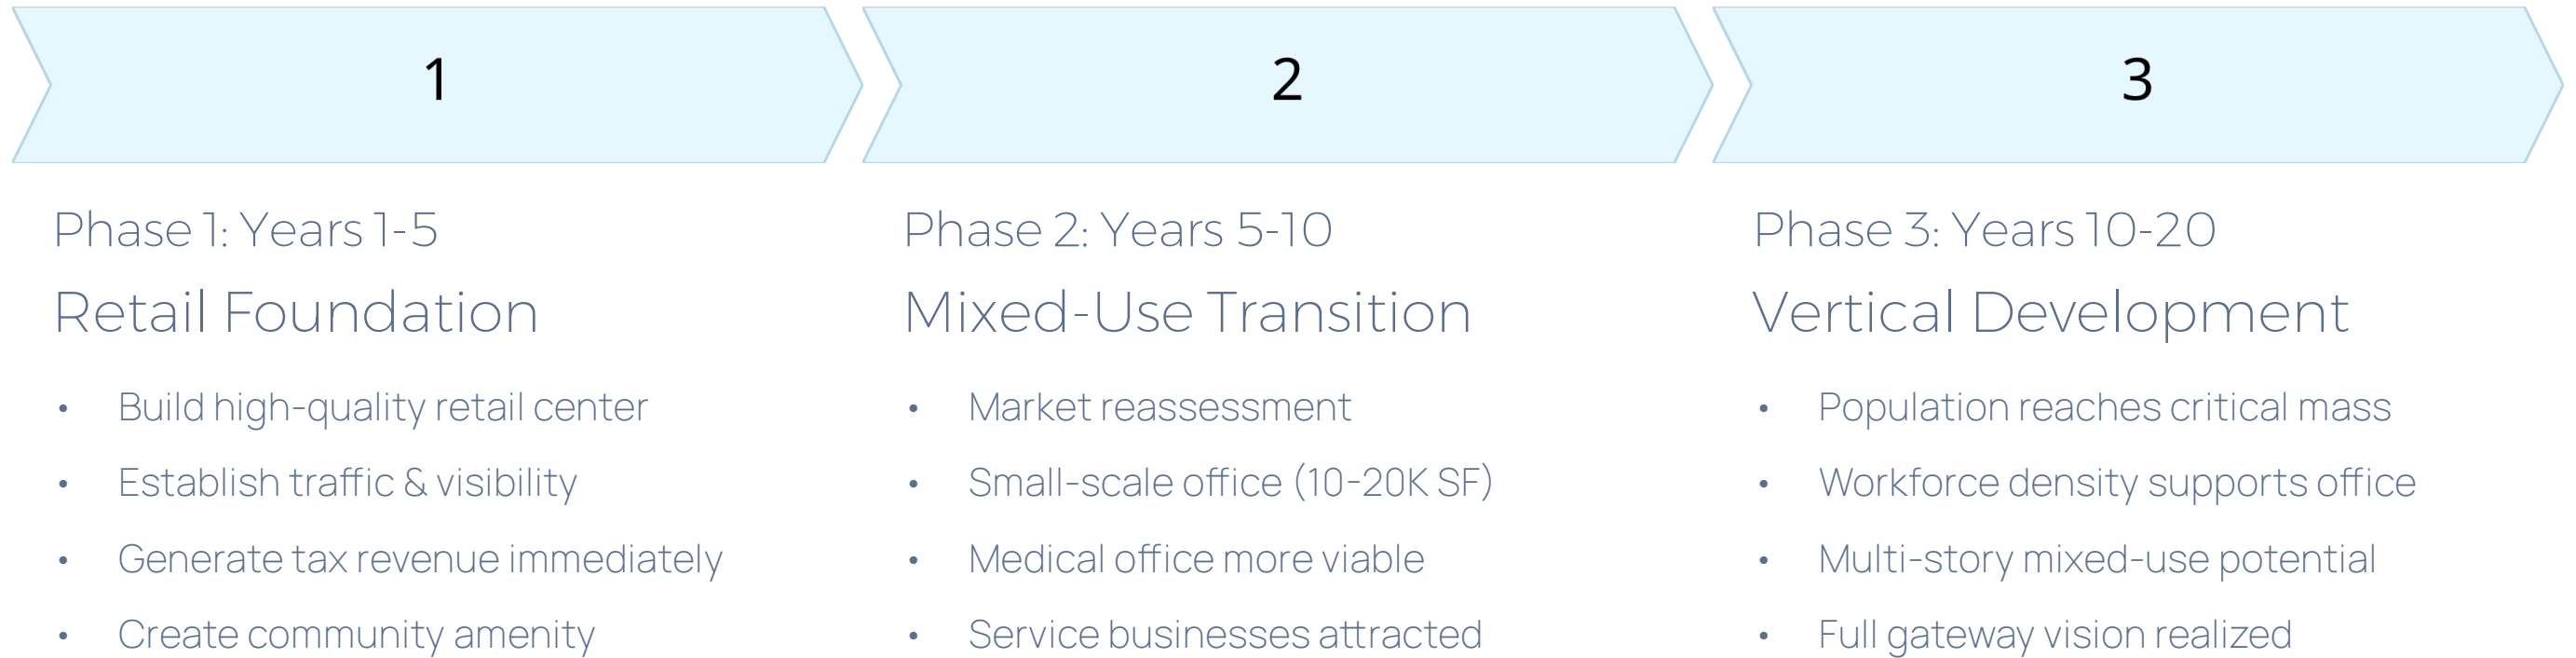 1
2
3
Phase 1: Years 1-5
Retail Foundation
• Build high-quality retail center
• Establish traffic & visibility
• Generate tax revenue immediately
• Create community amenity
Phase 2: Years 5-10
Mixed-Use Transition
• Market reassessment
• Small-scale office (10-20K SF)
• Medical office more viable
• Service businesses attracted
Phase 3: Years 10-20
Vertical Development
• Population reaches critical mass
• Workforce density supports office
• Multi-story mixed-use potential
• Full gateway vision realized